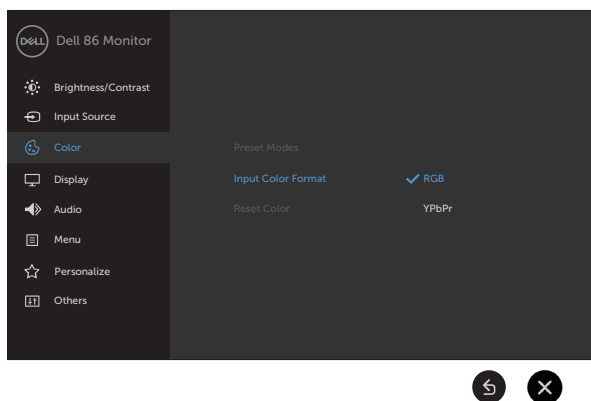 DELL Dell 86 Monitor
Brightness/Contrast
Input Source
Color
Preset Modes
Display
Input Color Format
RGB
Audio
Reset Color
YPbPr
Menu
Personalize
Others